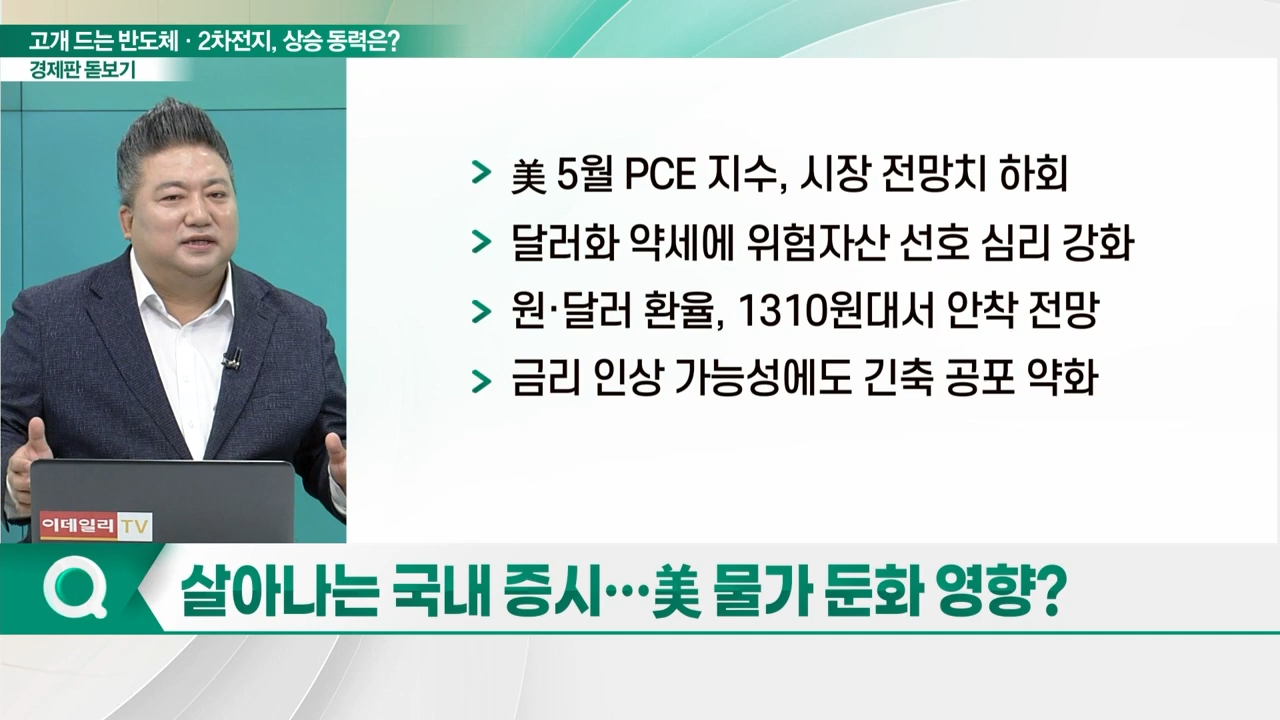 고개 드는 반도체·2차전지, 상승 동력은?
경제판 돋보기
> 美 5월 PCE 지수, 시장 전망치 하회
> 달러화 약세에 위험자산 선호 심리 강화
> 원·달러 환율, 1310원대서 안착 전망
> 금리 인상 가능성에도 긴축 공포 약화
이데일리 TV
Q 살아나는 국내 증시…美 물가 둔화 영향?